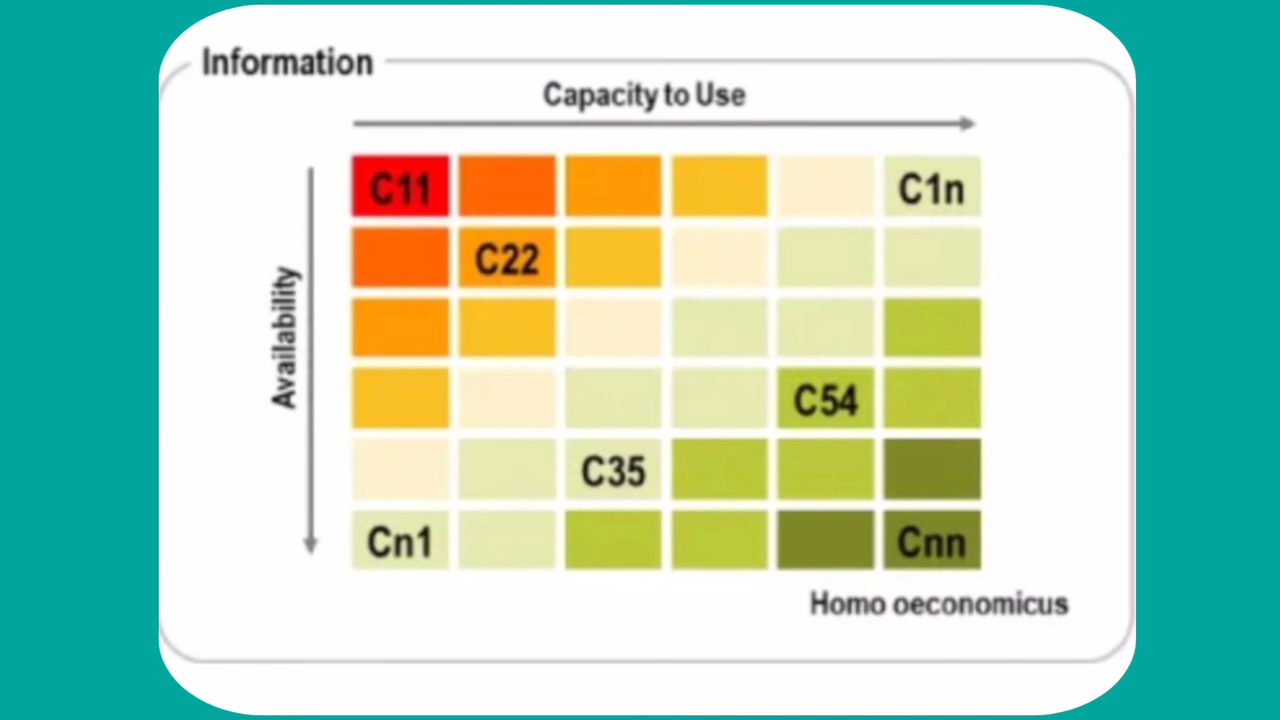 Information
Capacity to Use
Availability
C11
C1n
C22
C54
C35
Cn1
Cnn
Homo oeconomicus